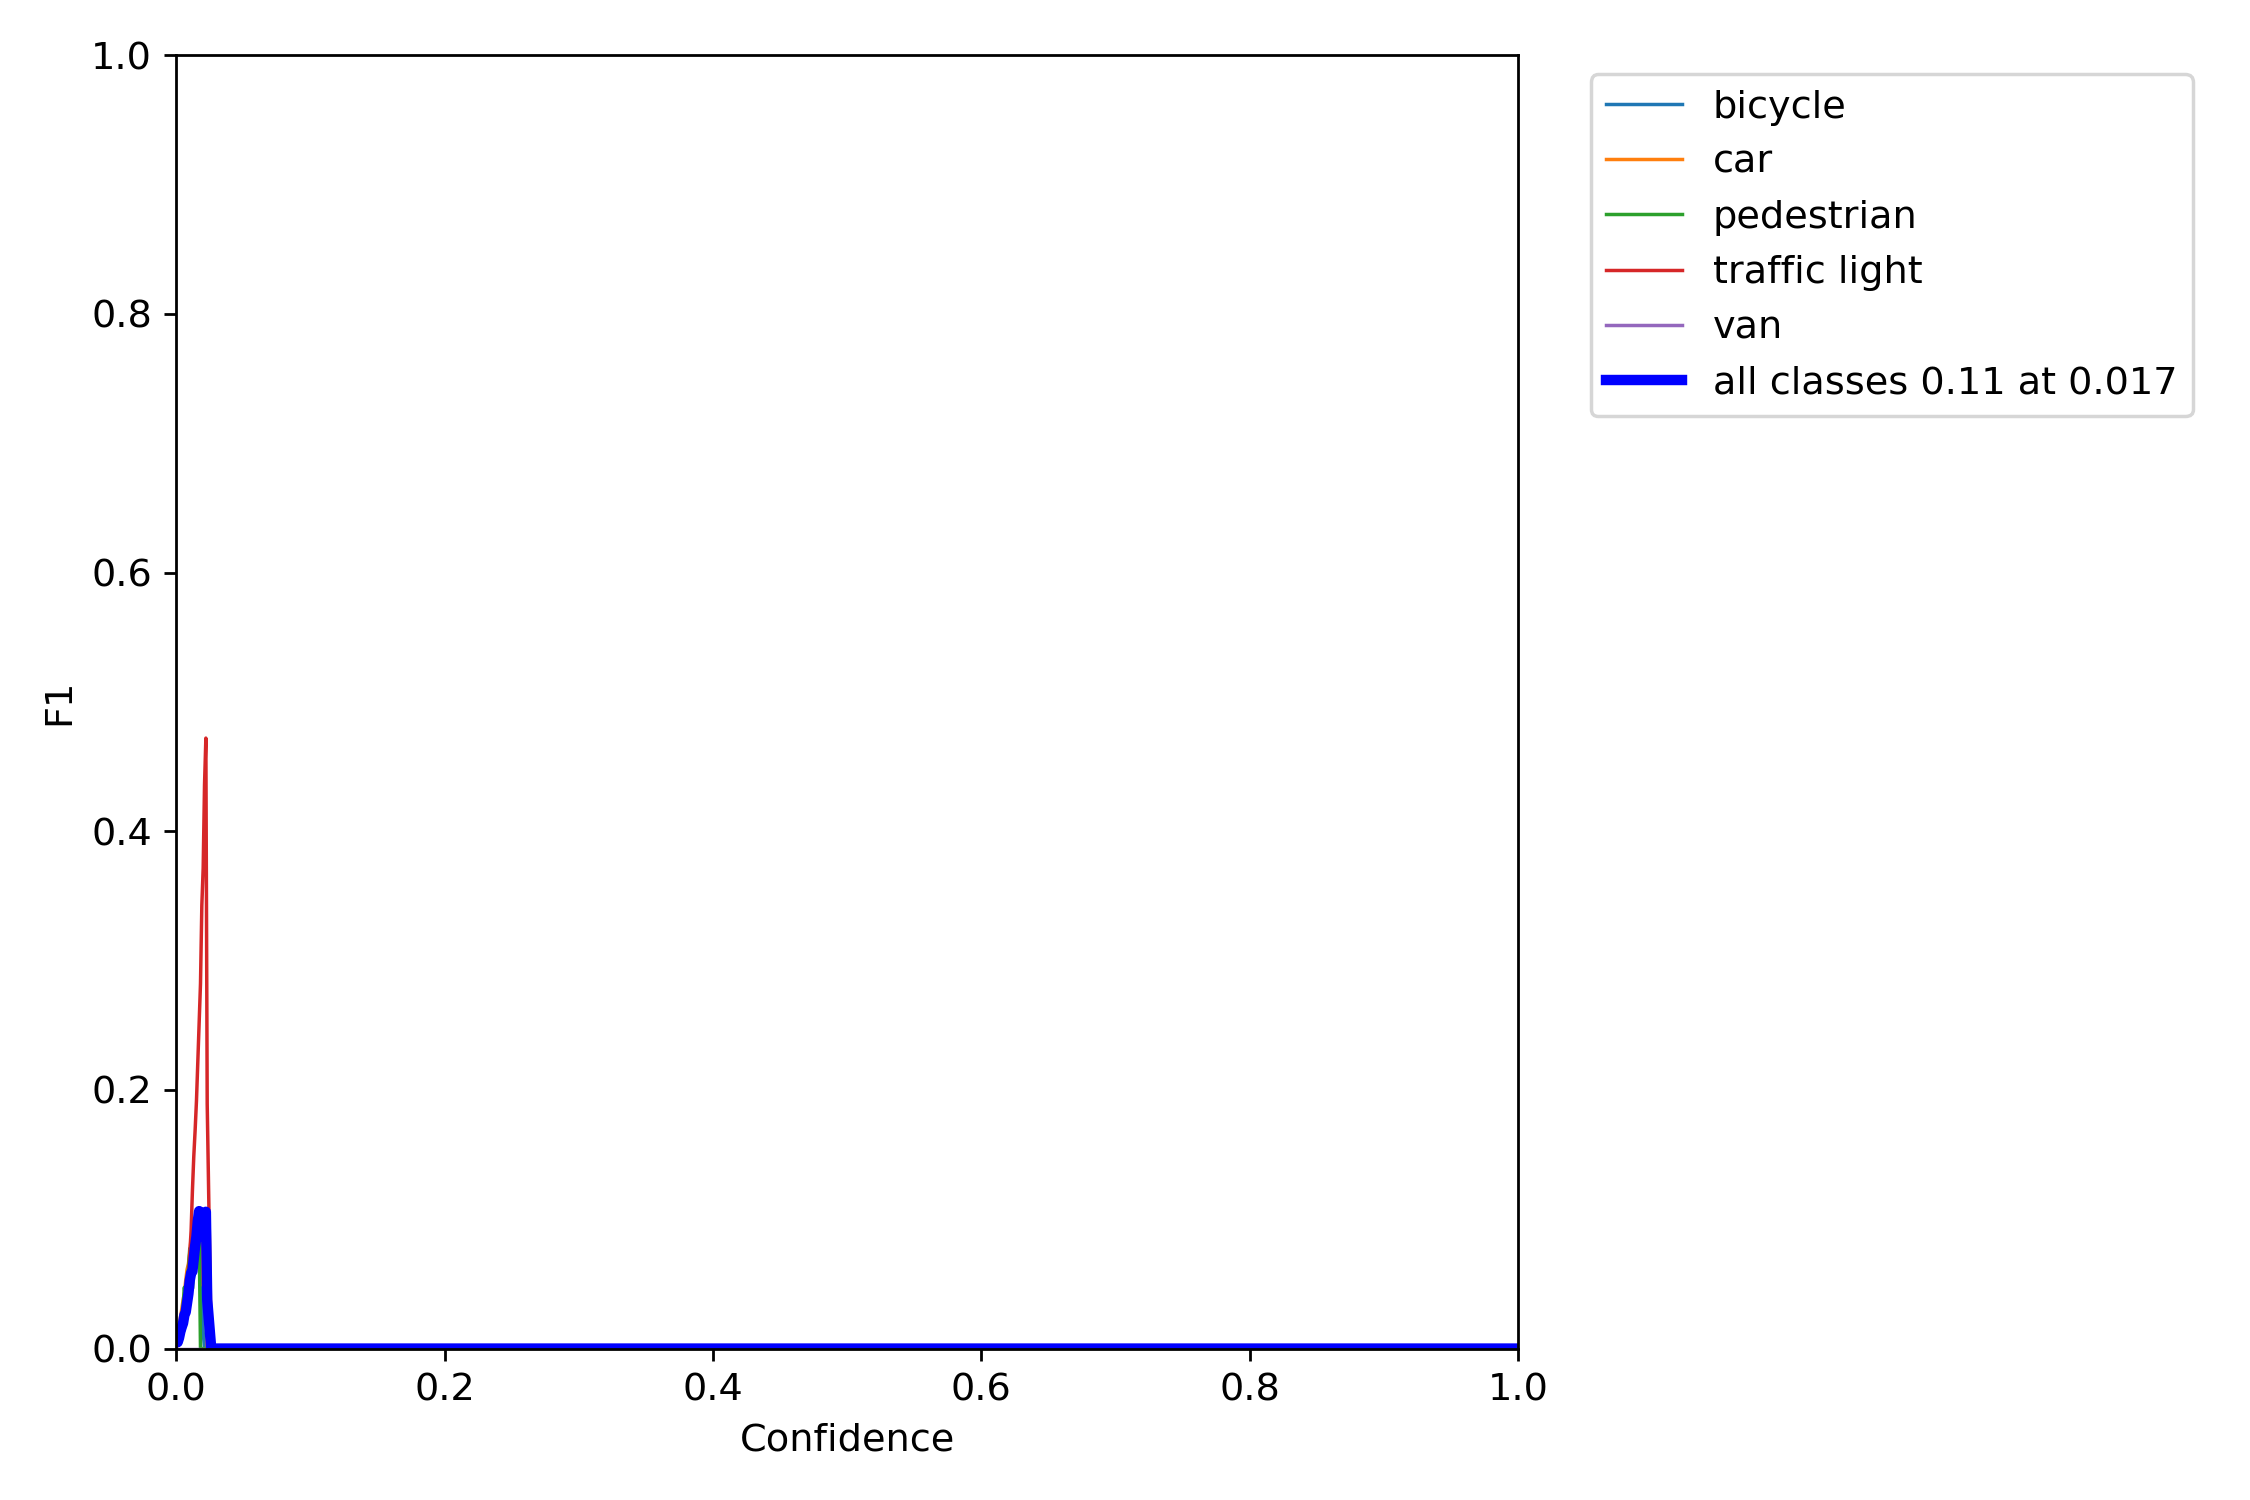 1.0
0.8
0.6
0.4
0.2
0.0
F1
0.0 0.2 0.4 0.6 0.8 1.0
Confidence
bicycle
car
pedestrian
traffic light
van
all classes 0.11 at 0.017